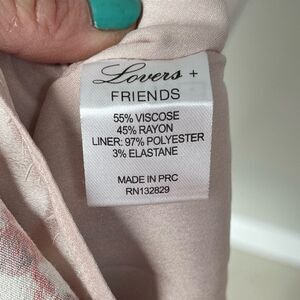 Lovers +
FRIENDS
55% VISCOSE
45% RAYON
LINER: 97% POLYESTER
3% ELASTANE
MADE IN PRC
RN132829